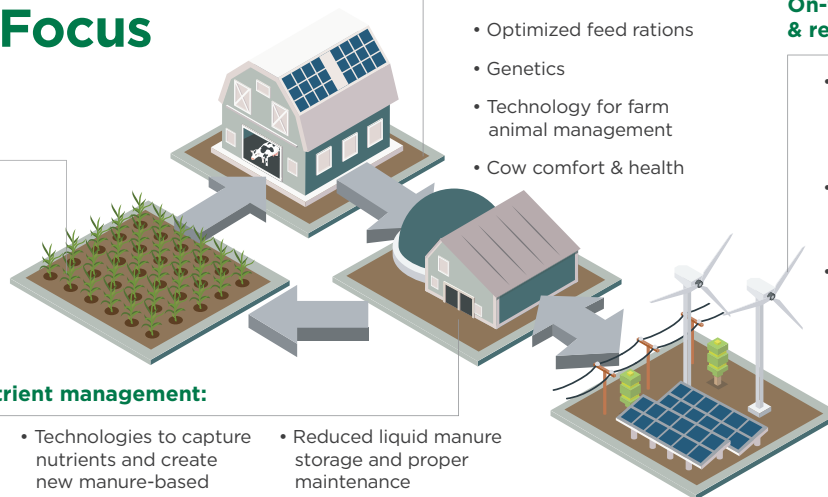 Focus
• Optimized feed rations
• Genetics
• Technology for farm
animal management
• Cow comfort & health
On-
& re
•
•
•
trient management:
• Technologies to capture
nutrients and create
new manure-based
• Reduced liquid manure
storage and proper
maintenance